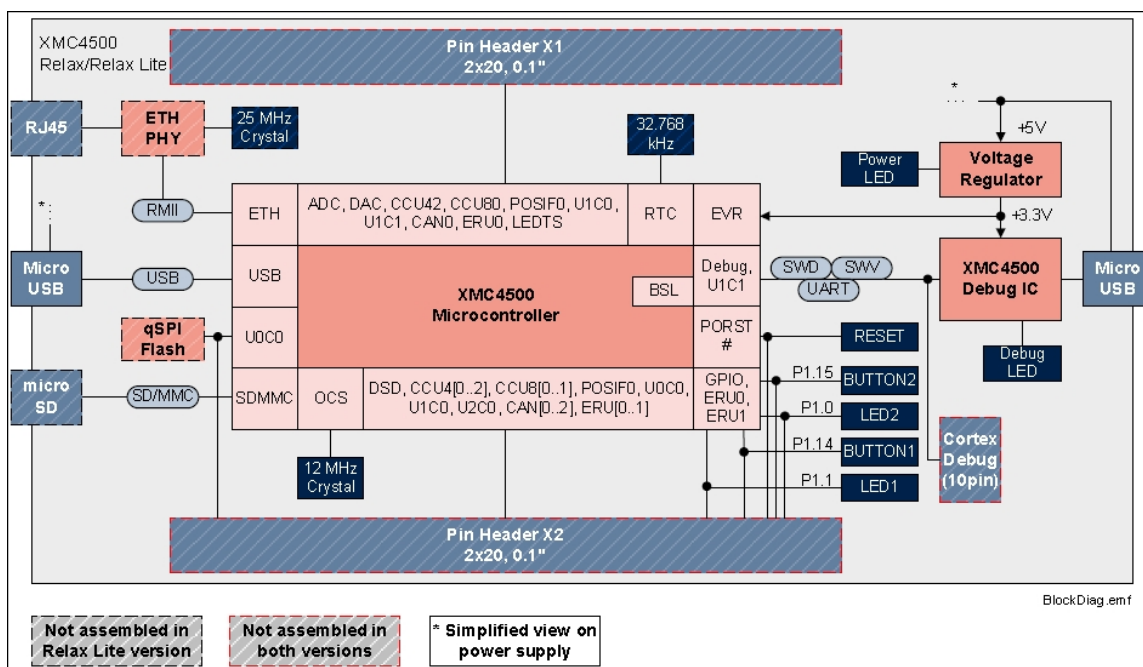 XMC4500
Relax/Relax Lite
Pin Header X1
2x20, 0.1"
*
RJ45
ETH
PHY
25 MHz
Crystal
32.768
kHz
+5V
Power
LED
Voltage
Regulator
RMII
ETH
ADC, DAC, CCU42, CCU80, POSIF0, U1C0,
U1C1, CAN0, ERU0, LEDTS
RTC
EVR
+3.3V
*
Micro
USB
USB
USB
XMC4500
Microcontroller
BSL
Debug,
U1C1
SWD
SWV
UART
XMC4500
Debug IC
Micro
USB
qSPI
Flash
U0C0
PORST
#
RESET
Debug
LED
micro
SD
SD/MMC
SDMMC
OCS
DSD, CCU4[0..2], CCU8[0..1], POSIF0, U0C0,
U1C0, U2C0, CAN[0..2], ERU[0..1]
GPIO,
ERU0,
ERU1
P1.15
BUTTON2
P1.0
LED2
P1.14
BUTTON1
P1.1
LED1
Cortex
Debug
(10pin)
12 MHz
Crystal
Pin Header X2
2x20, 0.1"
BlockDiag.emf
Not assembled in
Relax Lite version
Not assembled in
both versions
* Simplified view on
power supply